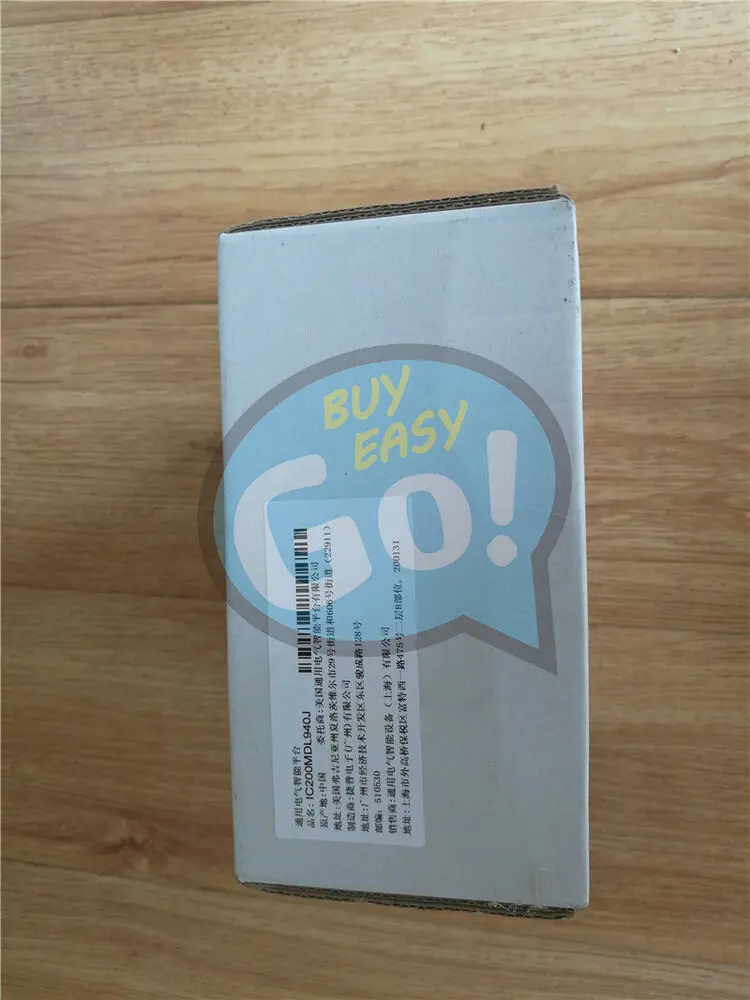 BUY
EASY
Go!
通用电气智能平台
品名: IC200MDL940J
原产地:中国 委托商:美国通用电气智能平台有限公司
地址:美国弗吉尼亚州夏洛茨维尔市29号街道和606号街道 (22911)
制造商:捷普电子(广州)有限公司
地址:广州市经济技术开发区东区骏成路128号
邮编: 510530
销售商:通用电气智能设备 (上海) 有限公司
地址:上海市外高桥保税区富特西一路475号二层B部位, 200131